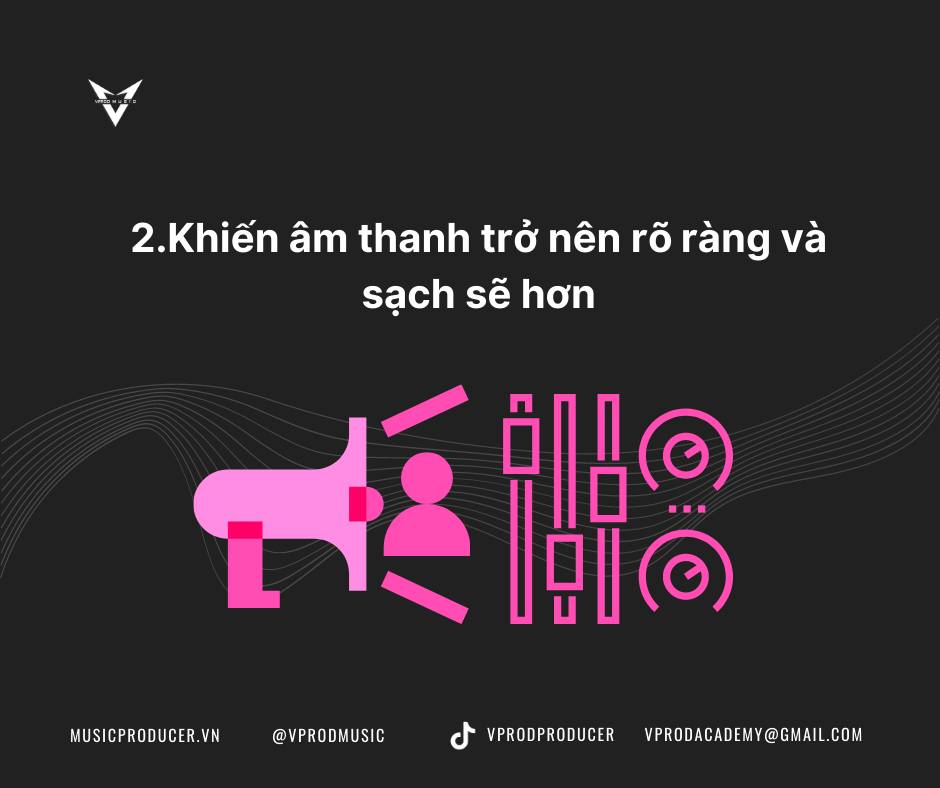 VPROD MUSIC
2.Khiến âm thanh trở nên rõ ràng và
sạch sẽ hơn
MUSICPRODUCER.VN @VPRODMUSIC VPRODPRODUCER VPRODACADEMY@GMAIL.COM